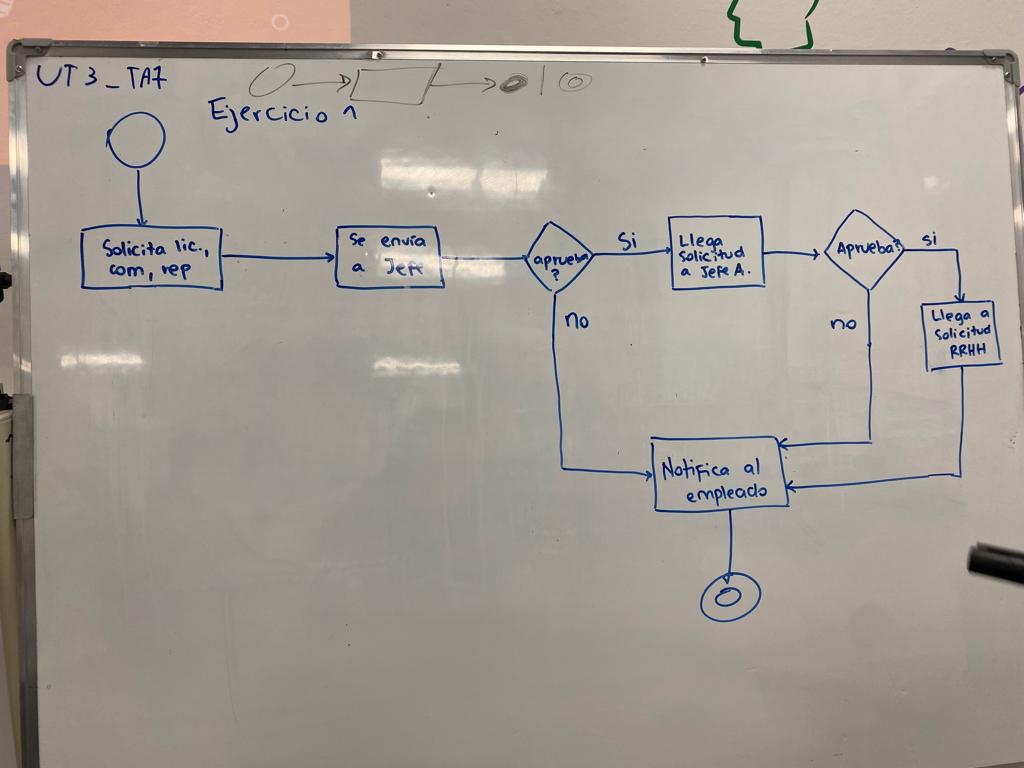 UT3_TA7
Ejercicio 1
Solicita lic.,
com, rep
Se envía
a Jefe
aprueba
?
Si
no
Llega
Solicitud
a Jefe A.
Aprueba?
si
no
Llega a
Solicitud
RRHH
Notifica al
empleado